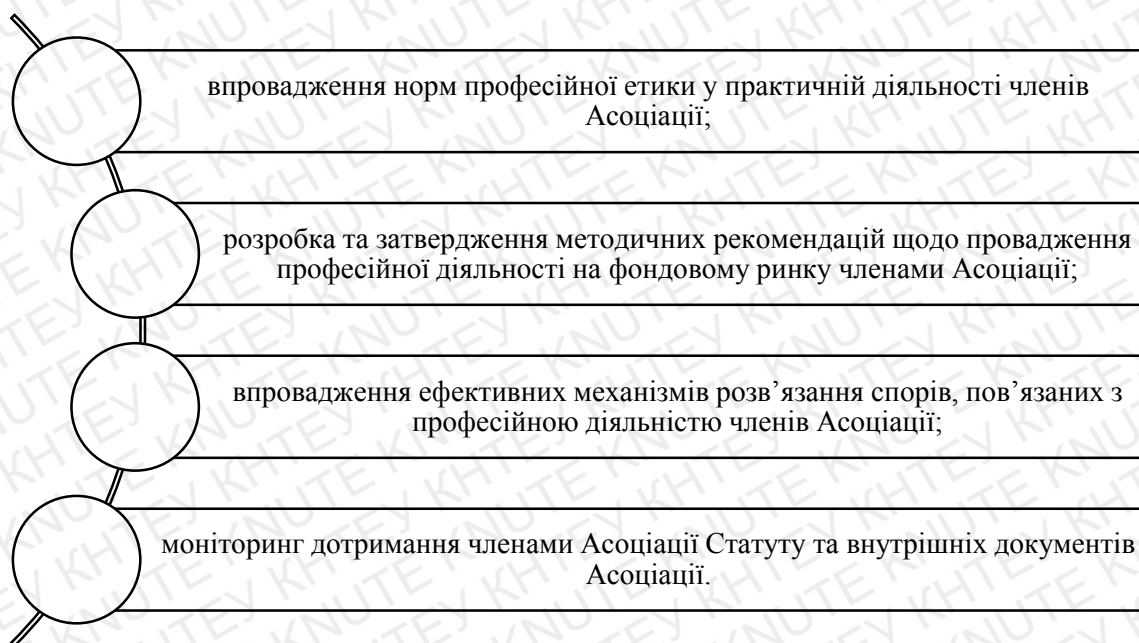 впровадження норм професійної етики у практичній діяльності членів
Асоціації;
розробка та затвердження методичних рекомендацій щодо провадження
професійної діяльності на фондовому ринку членами Асоціації;
впровадження ефективних механізмів розв’язання спорів, пов’язаних з
професійною діяльністю членів Асоціації;
моніторинг дотримання членами Асоціації Статуту та внутрішніх документів
Асоціації.